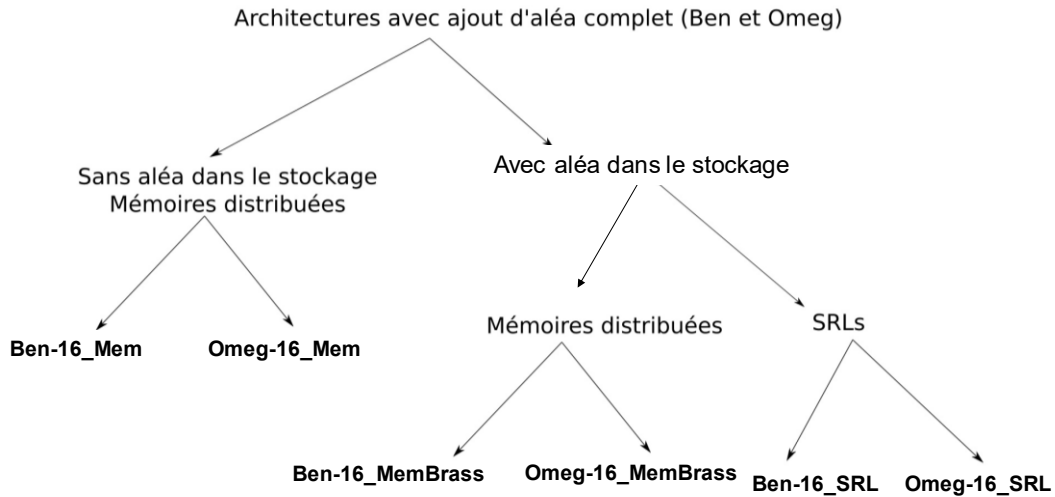 Architectures avec ajout d'aléa complet (Ben et Omeg)
Sans aléa dans le stockage
Mémoires distribuées
Avec aléa dans le stockage
Mémoires distribuées
SRLs
Ben-16_Mem
Omeg-16_Mem
Ben-16_MemBrass
Omeg-16_MemBrass
Ben-16_SRL
Omeg-16_SRL